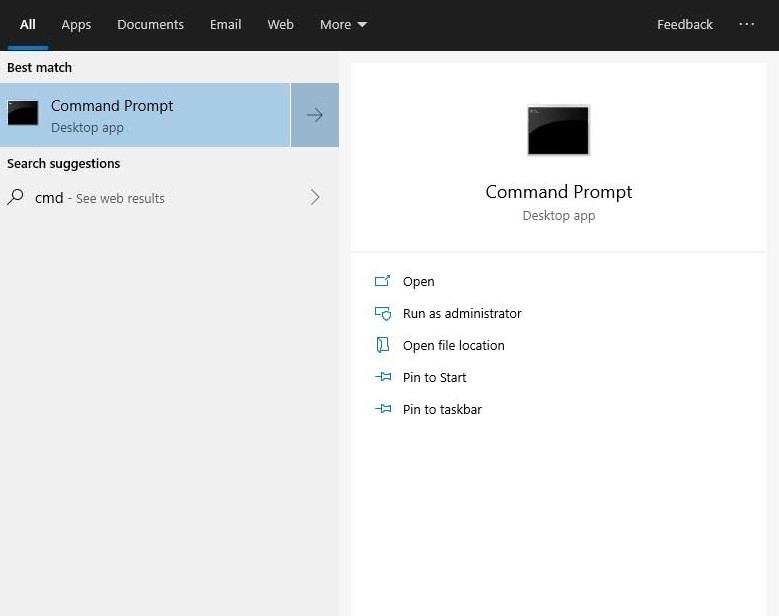 All Apps Documents Email Web More Feedback ...
Best match
Command Prompt
Desktop app
Search suggestions
cmd - See web results
Command Prompt
Desktop app
Open
Run as administrator
Open file location
Pin to Start
Pin to taskbar